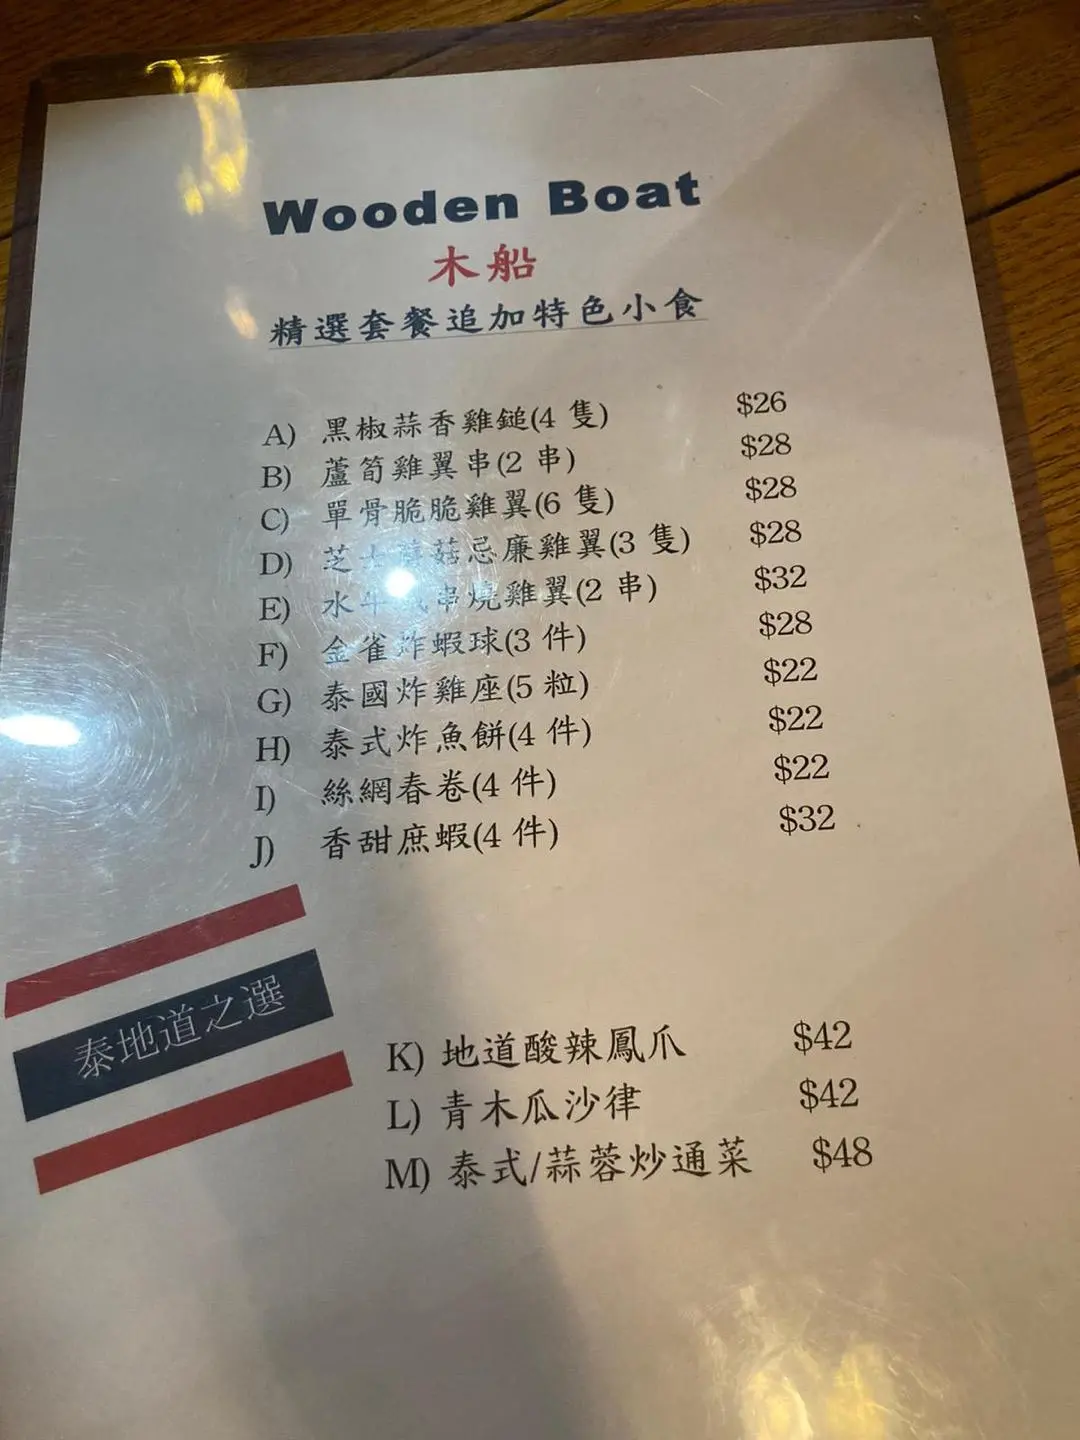 Wooden Boat
木船
精選套餐追加特色小食
A) 黑椒蒜香雞鎚(4 隻) $26
B) 蘆筍雞翼串(2 串) $28
C) 單骨脆脆雞翼(6 隻) $28
D) 芝士蘑菇忌廉雞翼(3 隻) $28
E) 水牛 串燒雞翼(2 串) $32
F) 金雀炸蝦球(3 件) $28
G) 泰國炸雞座(5 粒) $22
H) 泰式炸魚餅(4 件) $22
I) 絲網春卷(4 件) $22
J) 香甜庶蝦(4 件) $32
泰地道之選
K) 地道酸辣鳳爪 $42
L) 青木瓜沙律 $42
M) 泰式/蒜蓉炒通菜 $48